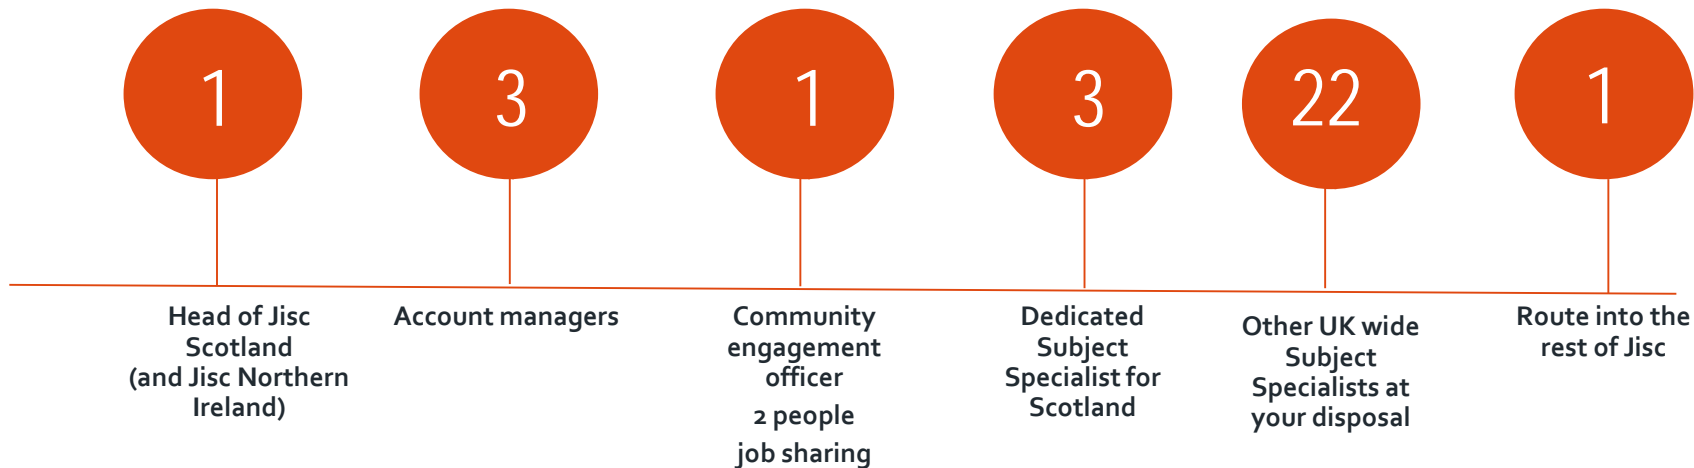 1
3
1
3
22
1
Head of Jisc
Scotland
(and Jisc Northern
Ireland)
Account managers
Community
engagement
officer
2 people
job sharing
Dedicated
Subject
Specialist for
Scotland
Other UK wide
Subject
Specialists at
your disposal
Route into the
rest of Jisc